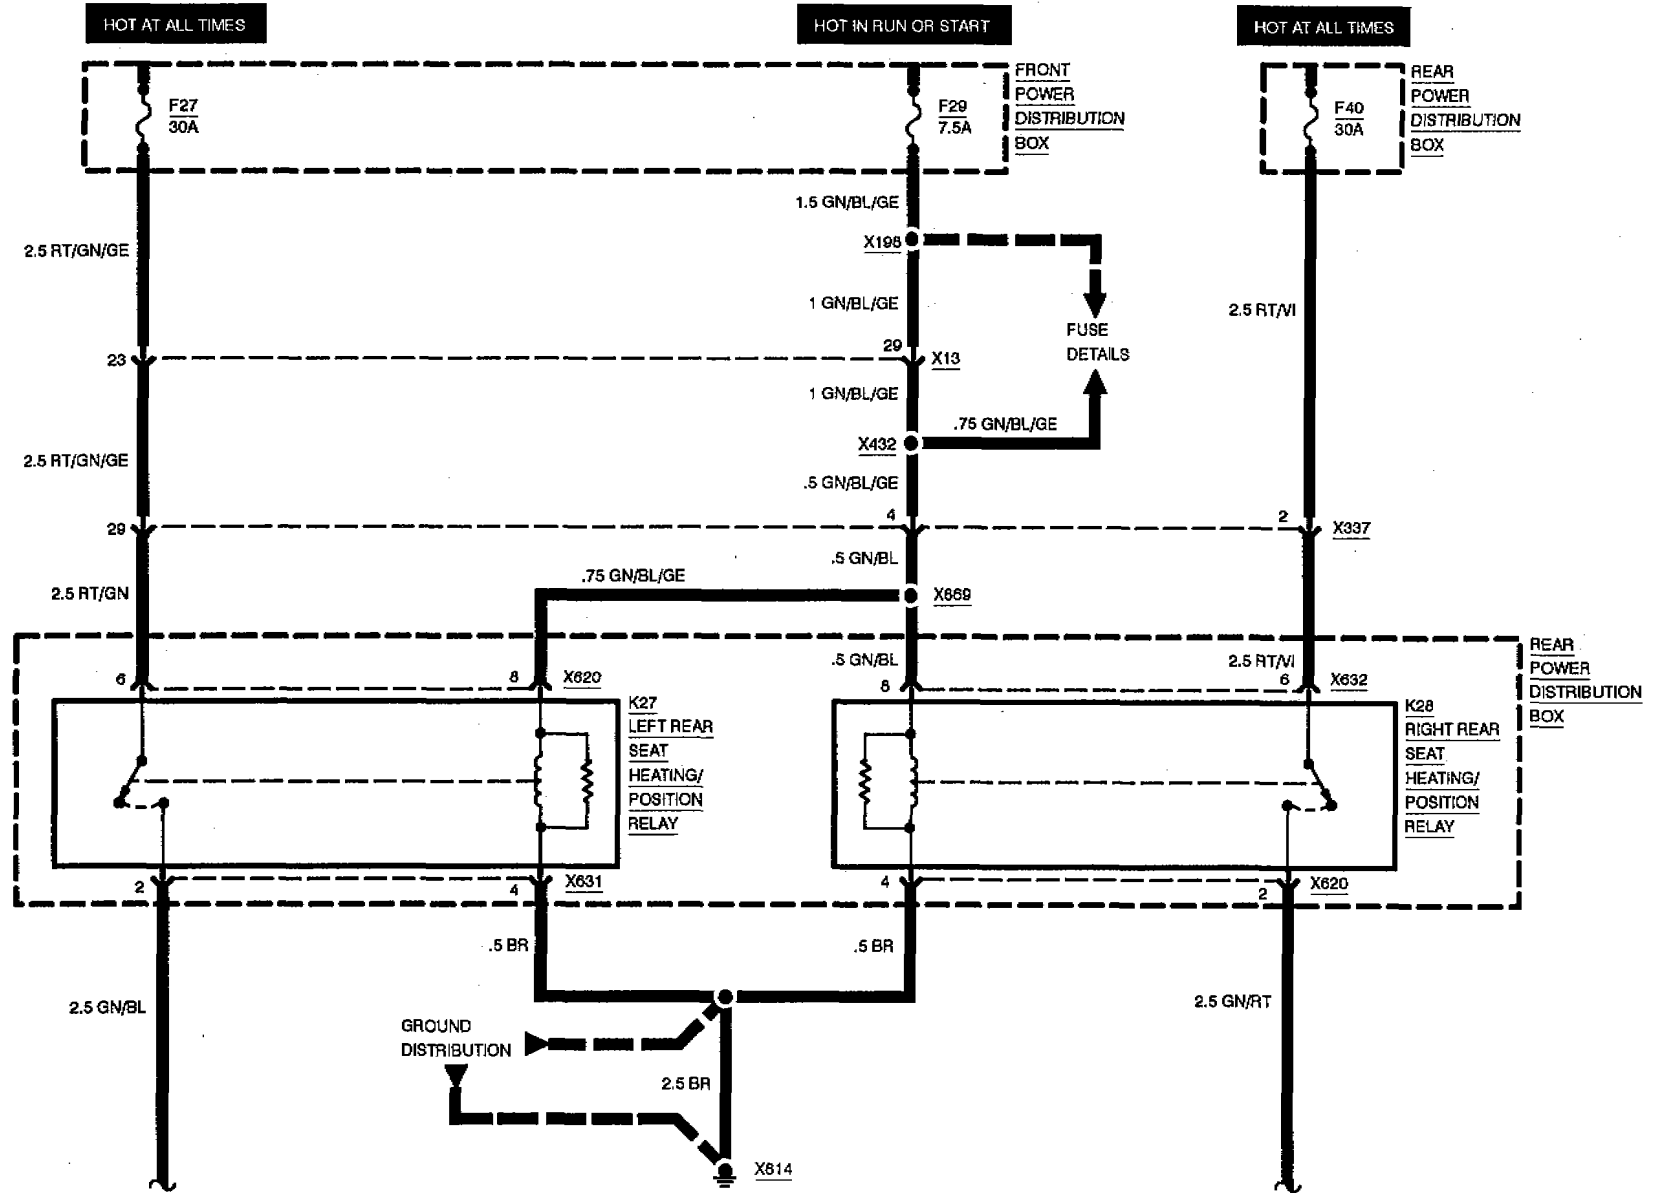 HOT AT ALL TIMES
HOT IN RUN OR START
HOT AT ALL TIMES
F27
30A
F29
7.5A
FRONT
POWER
DISTRIBUTION
BOX
F40
30A
REAR
POWER
DISTRIBUTION
BOX
1.5 GN/BL/GE
2.5 RT/GN/GE
X198
1 GN/BL/GE
2.5 RT/VI
FUSE
DETAILS
23
29
X13
1 GN/BL/GE
.75 GN/BL/GE
X432
2.5 RT/GN/GE
.5 GN/BL/GE
29
4
2
X337
.5 GN/BL
.75 GN/BL/GE
2.5 RT/GN
X669
REAR
POWER
DISTRIBUTION
BOX
.5 GN/BL
2.5 RT/VI
6
8
X620
8
6
X632
K27
LEFT REAR
SEAT
HEATING/
POSITION
RELAY
K28
RIGHT REAR
SEAT
HEATING/
POSITION
RELAY
2
4
X631
4
2
X620
.5 BR
.5 BR
2.5 GN/BL
2.5 GN/RT
GROUND
DISTRIBUTION
2.5 BR
X614